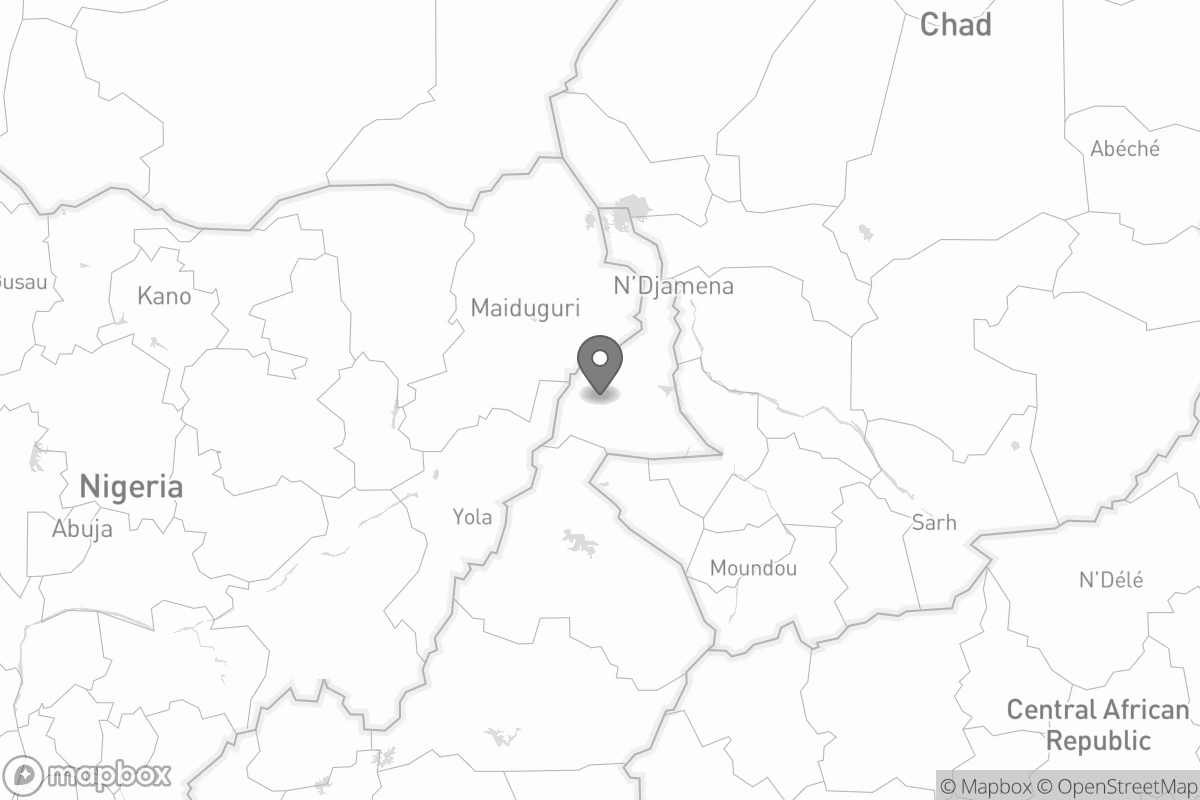 Chad
Abéché
Gusau
Kano
N'Djamena
Maiduguri
Nigeria
Abuja
Yola
Sarh
Moundou
N'Délé
Central African
Republic
mapbox
© Mapbox © OpenStreetMap